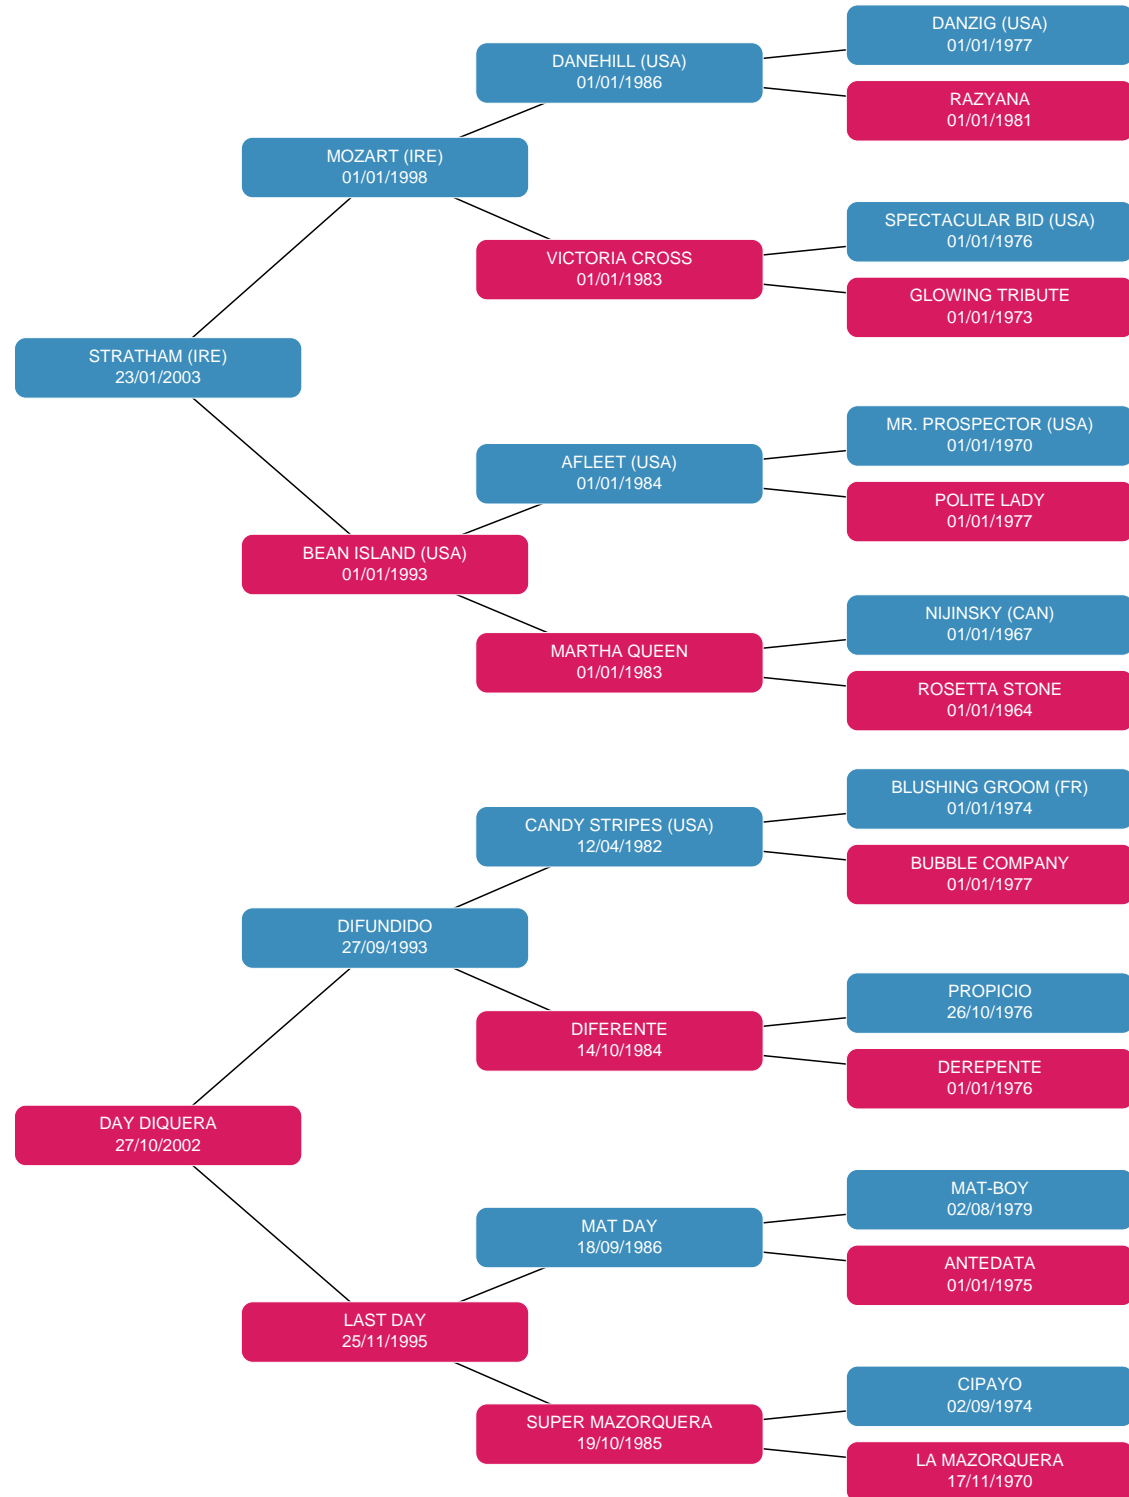 DANZIG (USA)
01/01/1977
DANEHILL (USA)
01/01/1986
RAZYANA
01/01/1981
MOZART (IRE)
01/01/1998
SPECTACULAR BID (USA)
01/01/1976
VICTORIA CROSS
01/01/1983
GLOWING TRIBUTE
01/01/1973
STRATHAM (IRE)
23/01/2003
MR. PROSPECTOR (USA)
01/01/1970
AFLEET (USA)
01/01/1984
POLITE LADY
01/01/1977
BEAN ISLAND (USA)
01/01/1993
NIJINSKY (CAN)
01/01/1967
MARTHA QUEEN
01/01/1983
ROSETTA STONE
01/01/1964
BLUSHING GROOM (FR)
01/01/1974
CANDY STRIPES (USA)
12/04/1982
BUBBLE COMPANY
01/01/1977
DIFUNDIDO
27/09/1993
PROPICIO
26/10/1976
DIFERENTE
14/10/1984
DEREPENTE
01/01/1976
DAY DIQUERA
27/10/2002
MAT-BOY
02/08/1979
MAT DAY
18/09/1986
ANTEDATA
01/01/1975
LAST DAY
25/11/1995
CIPAYO
02/09/1974
SUPER MAZORQUERA
19/10/1985
LA MAZORQUERA
17/11/1970